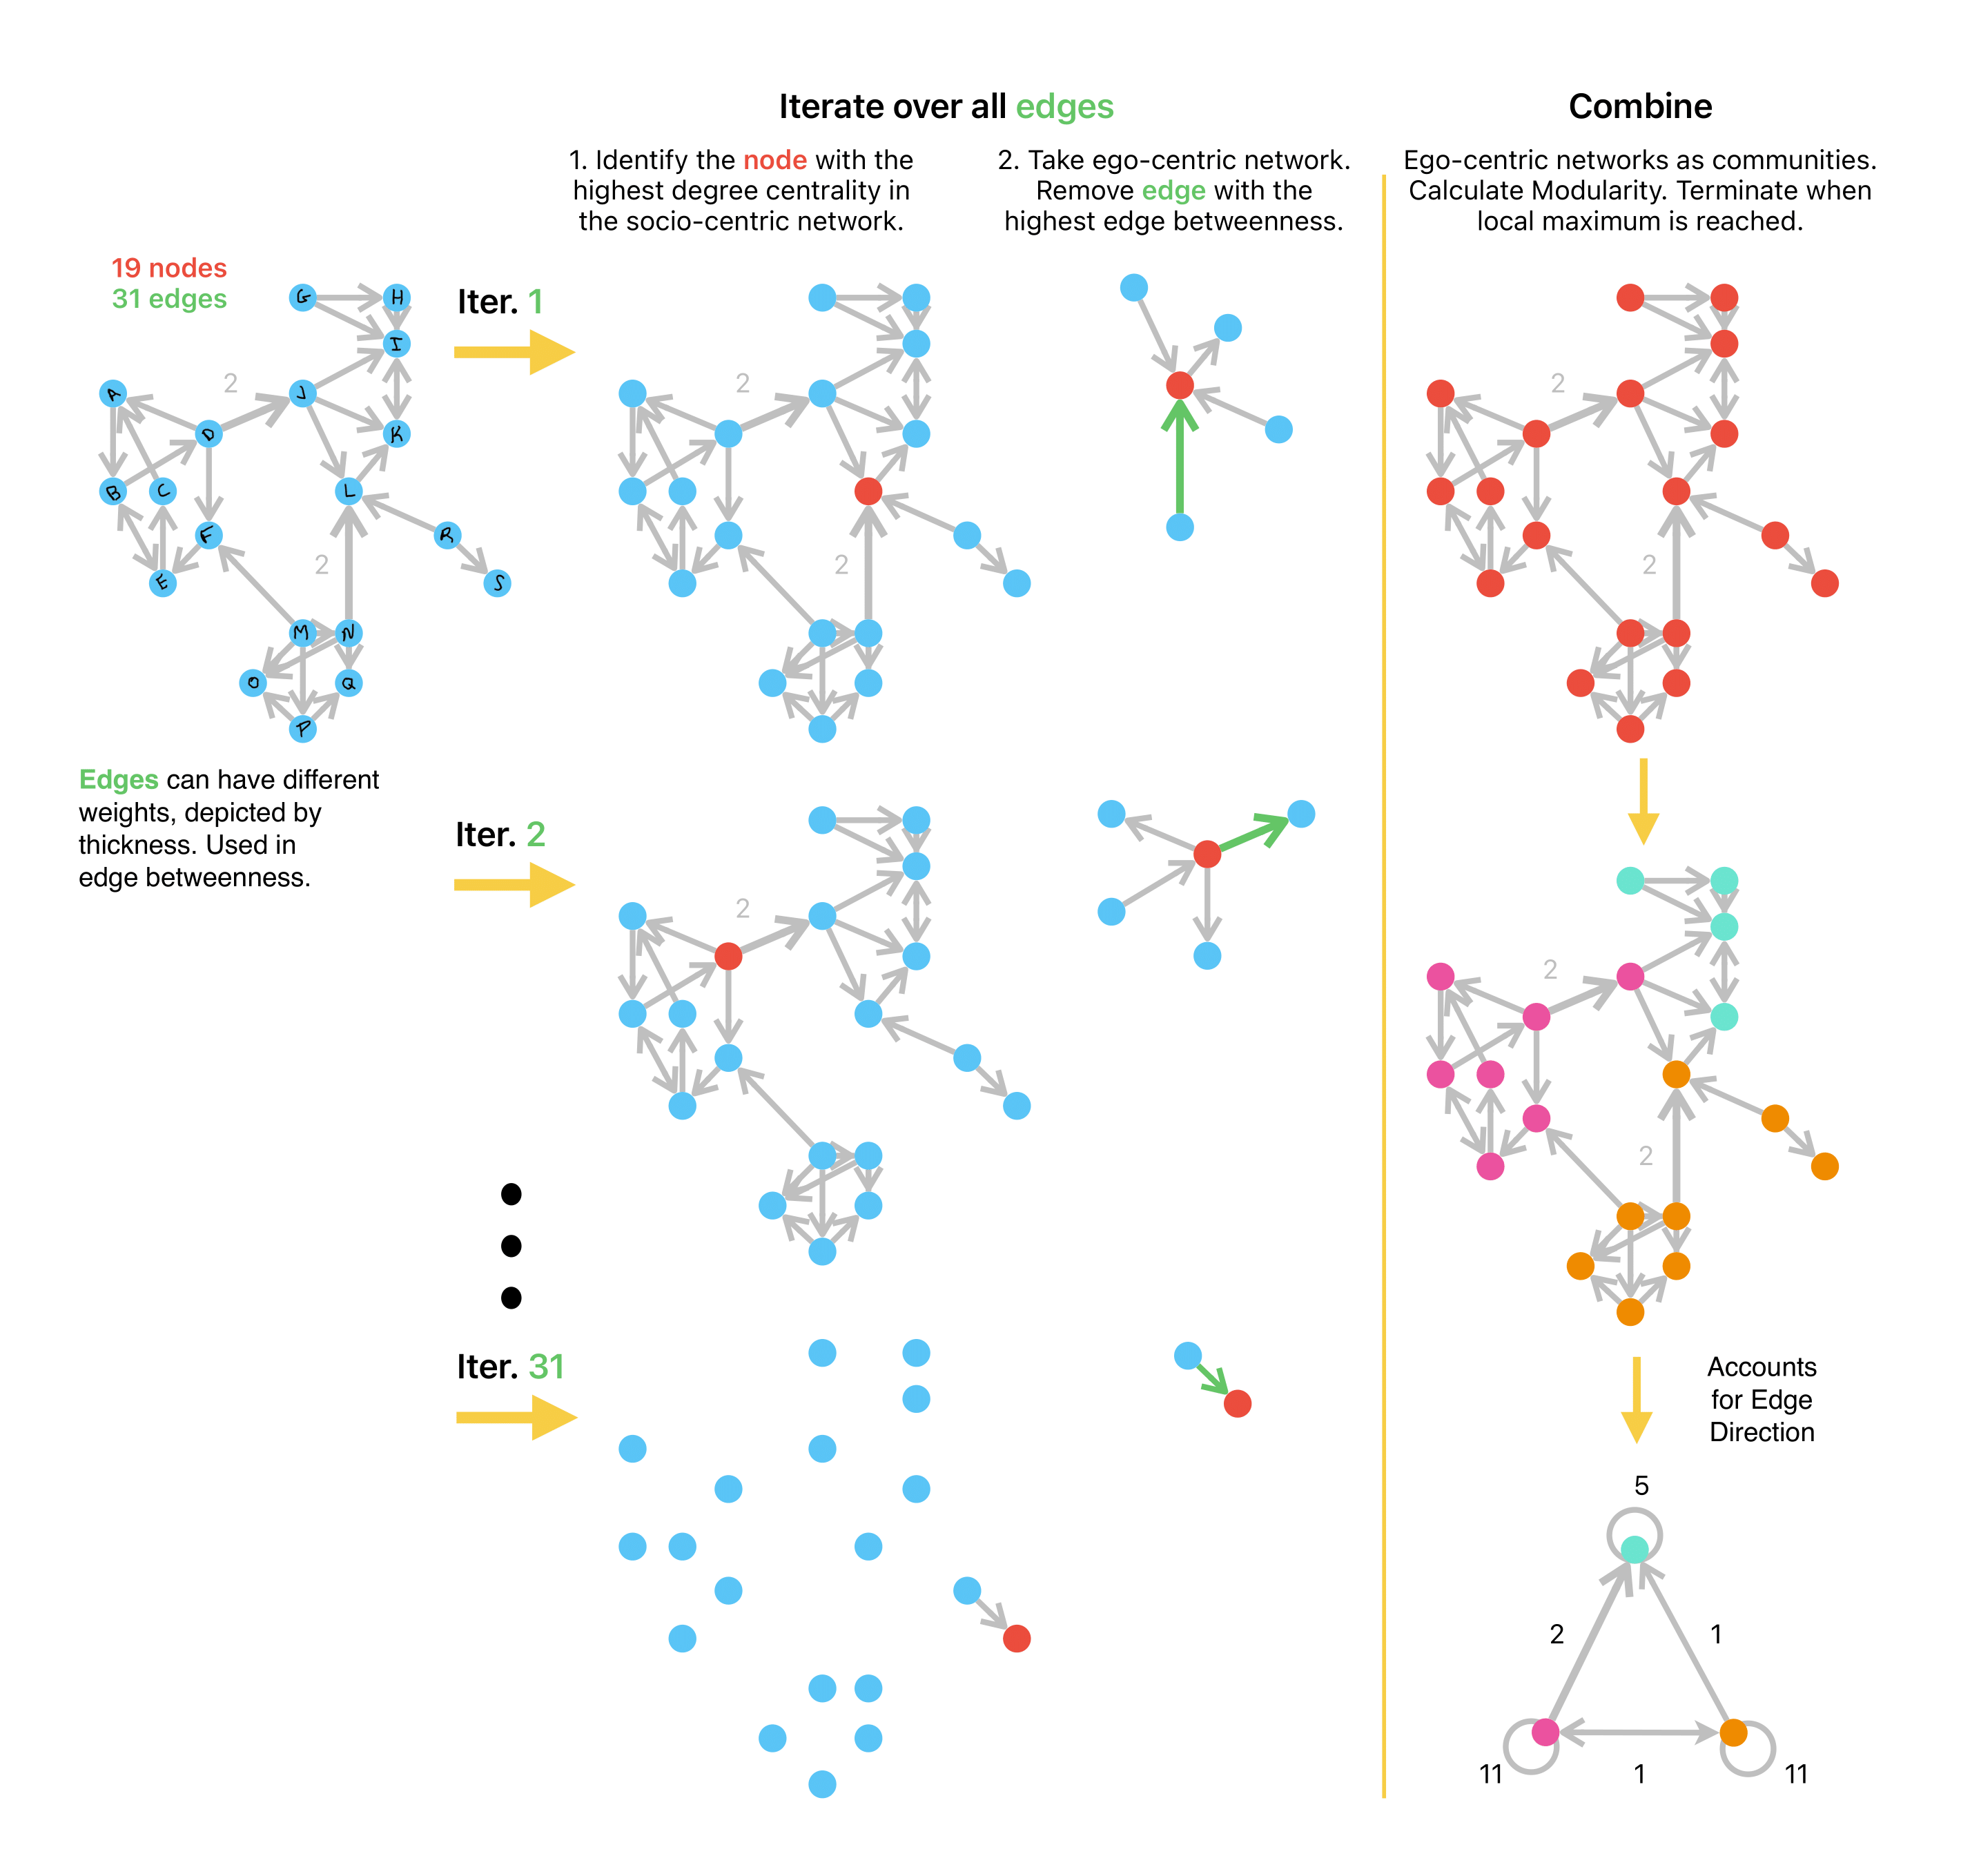 Iterate over all edges
Combine
1. Identify the node with the
highest degree centrality in
the socio-centric network.
2. Take ego-centric network.
Remove edge with the
highest edge betweenness.
Ego-centric networks as communities.
Calculate Modularity. Terminate when
local maximum is reached.
19 nodes
31 edges
G
H
I
A
2
J
D
K
B
C
L
F
R
E
2
S
M
N
O
Q
P
Iter. 1
2
2
2
2
Edges can have different
weights, depicted by
thickness. Used in
edge betweenness.
Iter. 2
2
2
2
Iter. 31
Accounts
for Edge
Direction
5
2
1
11
1
11